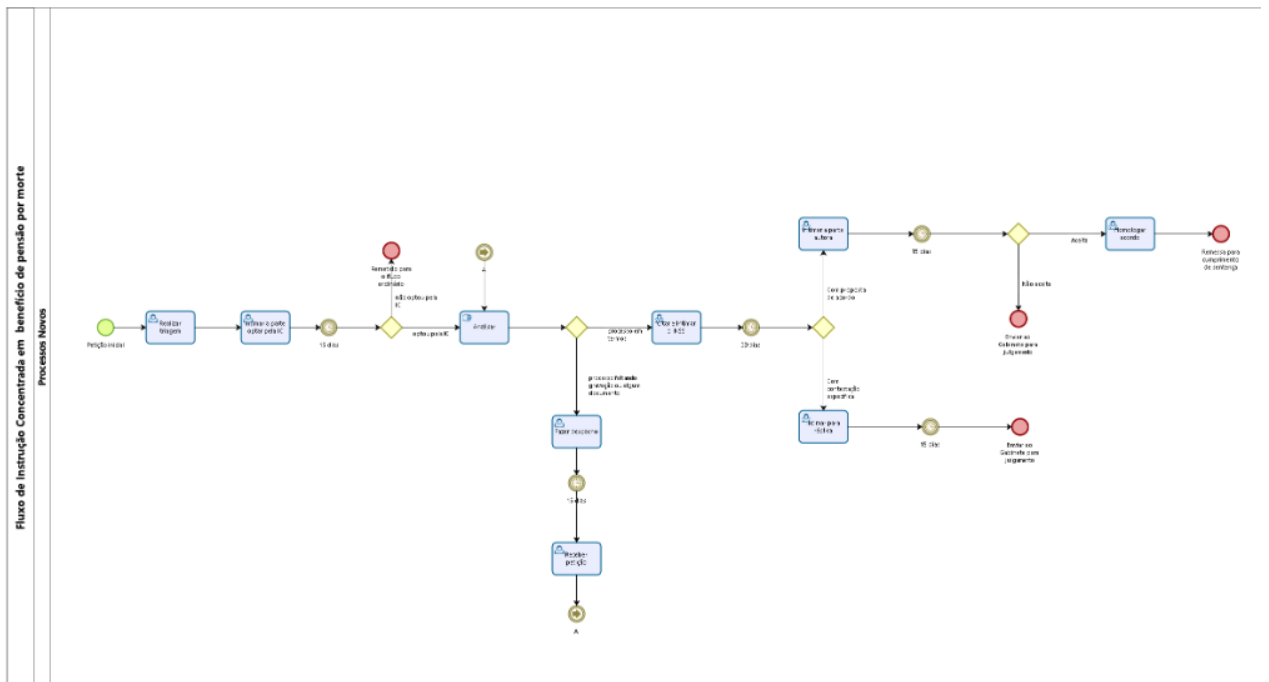 Fluxo de Instrução Concentrada em benefício de pensão por morte
Processos Novos
Petição inicial
Realizar
triagem
Intimar a parte
optar pela IC
15 dias
Remetido para
o fluxo
ordinário
não optou pela
IC
optou pela IC
A
Analisar
processo em
termos
processo faltando
gravação ou algum
documento
Fazer despacho
15 dias
Receber
petição
A
Citar e intimar
o INSS
30 dias
Com proposta
de acordo
Intimar a parte
autora
15 dias
Aceita
Não aceita
Homologar
acordo
Remessa para
cumprimento
de sentença
Enviar ao
Gabinete para
julgamento
Com
contestação
específica
Intimar para
réplica
15 dias
Enviar ao
Gabinete para
julgamento